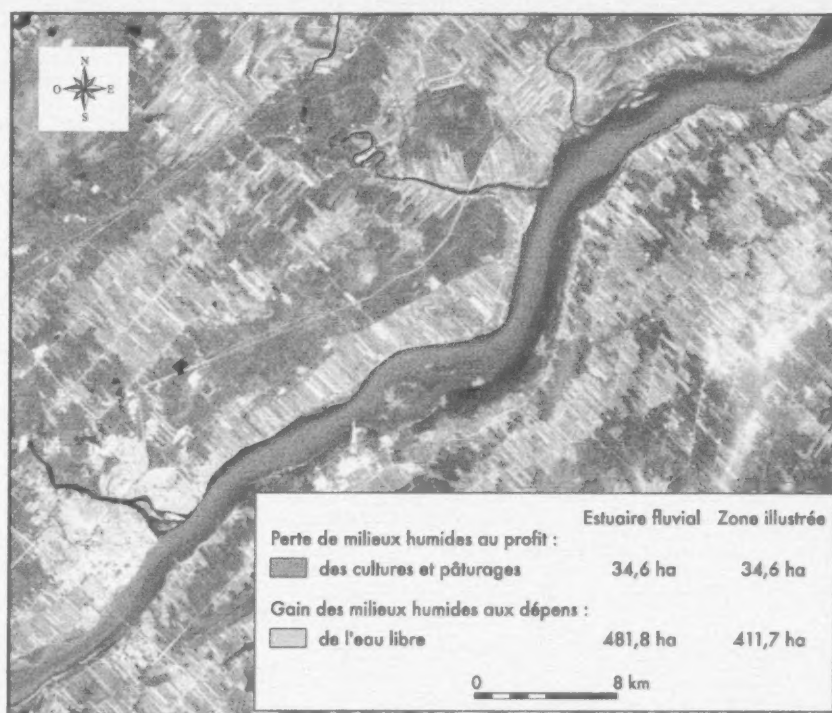 N
O E
S
Estuaire fluvial Zone illustrée
Perte de milieux humides au profit :
des cultures et pâturages 34,6 ha 34,6 ha
Gain des milieux humides aux dépens :
de l'eau libre 481,8 ha 411,7 ha
0 8 km